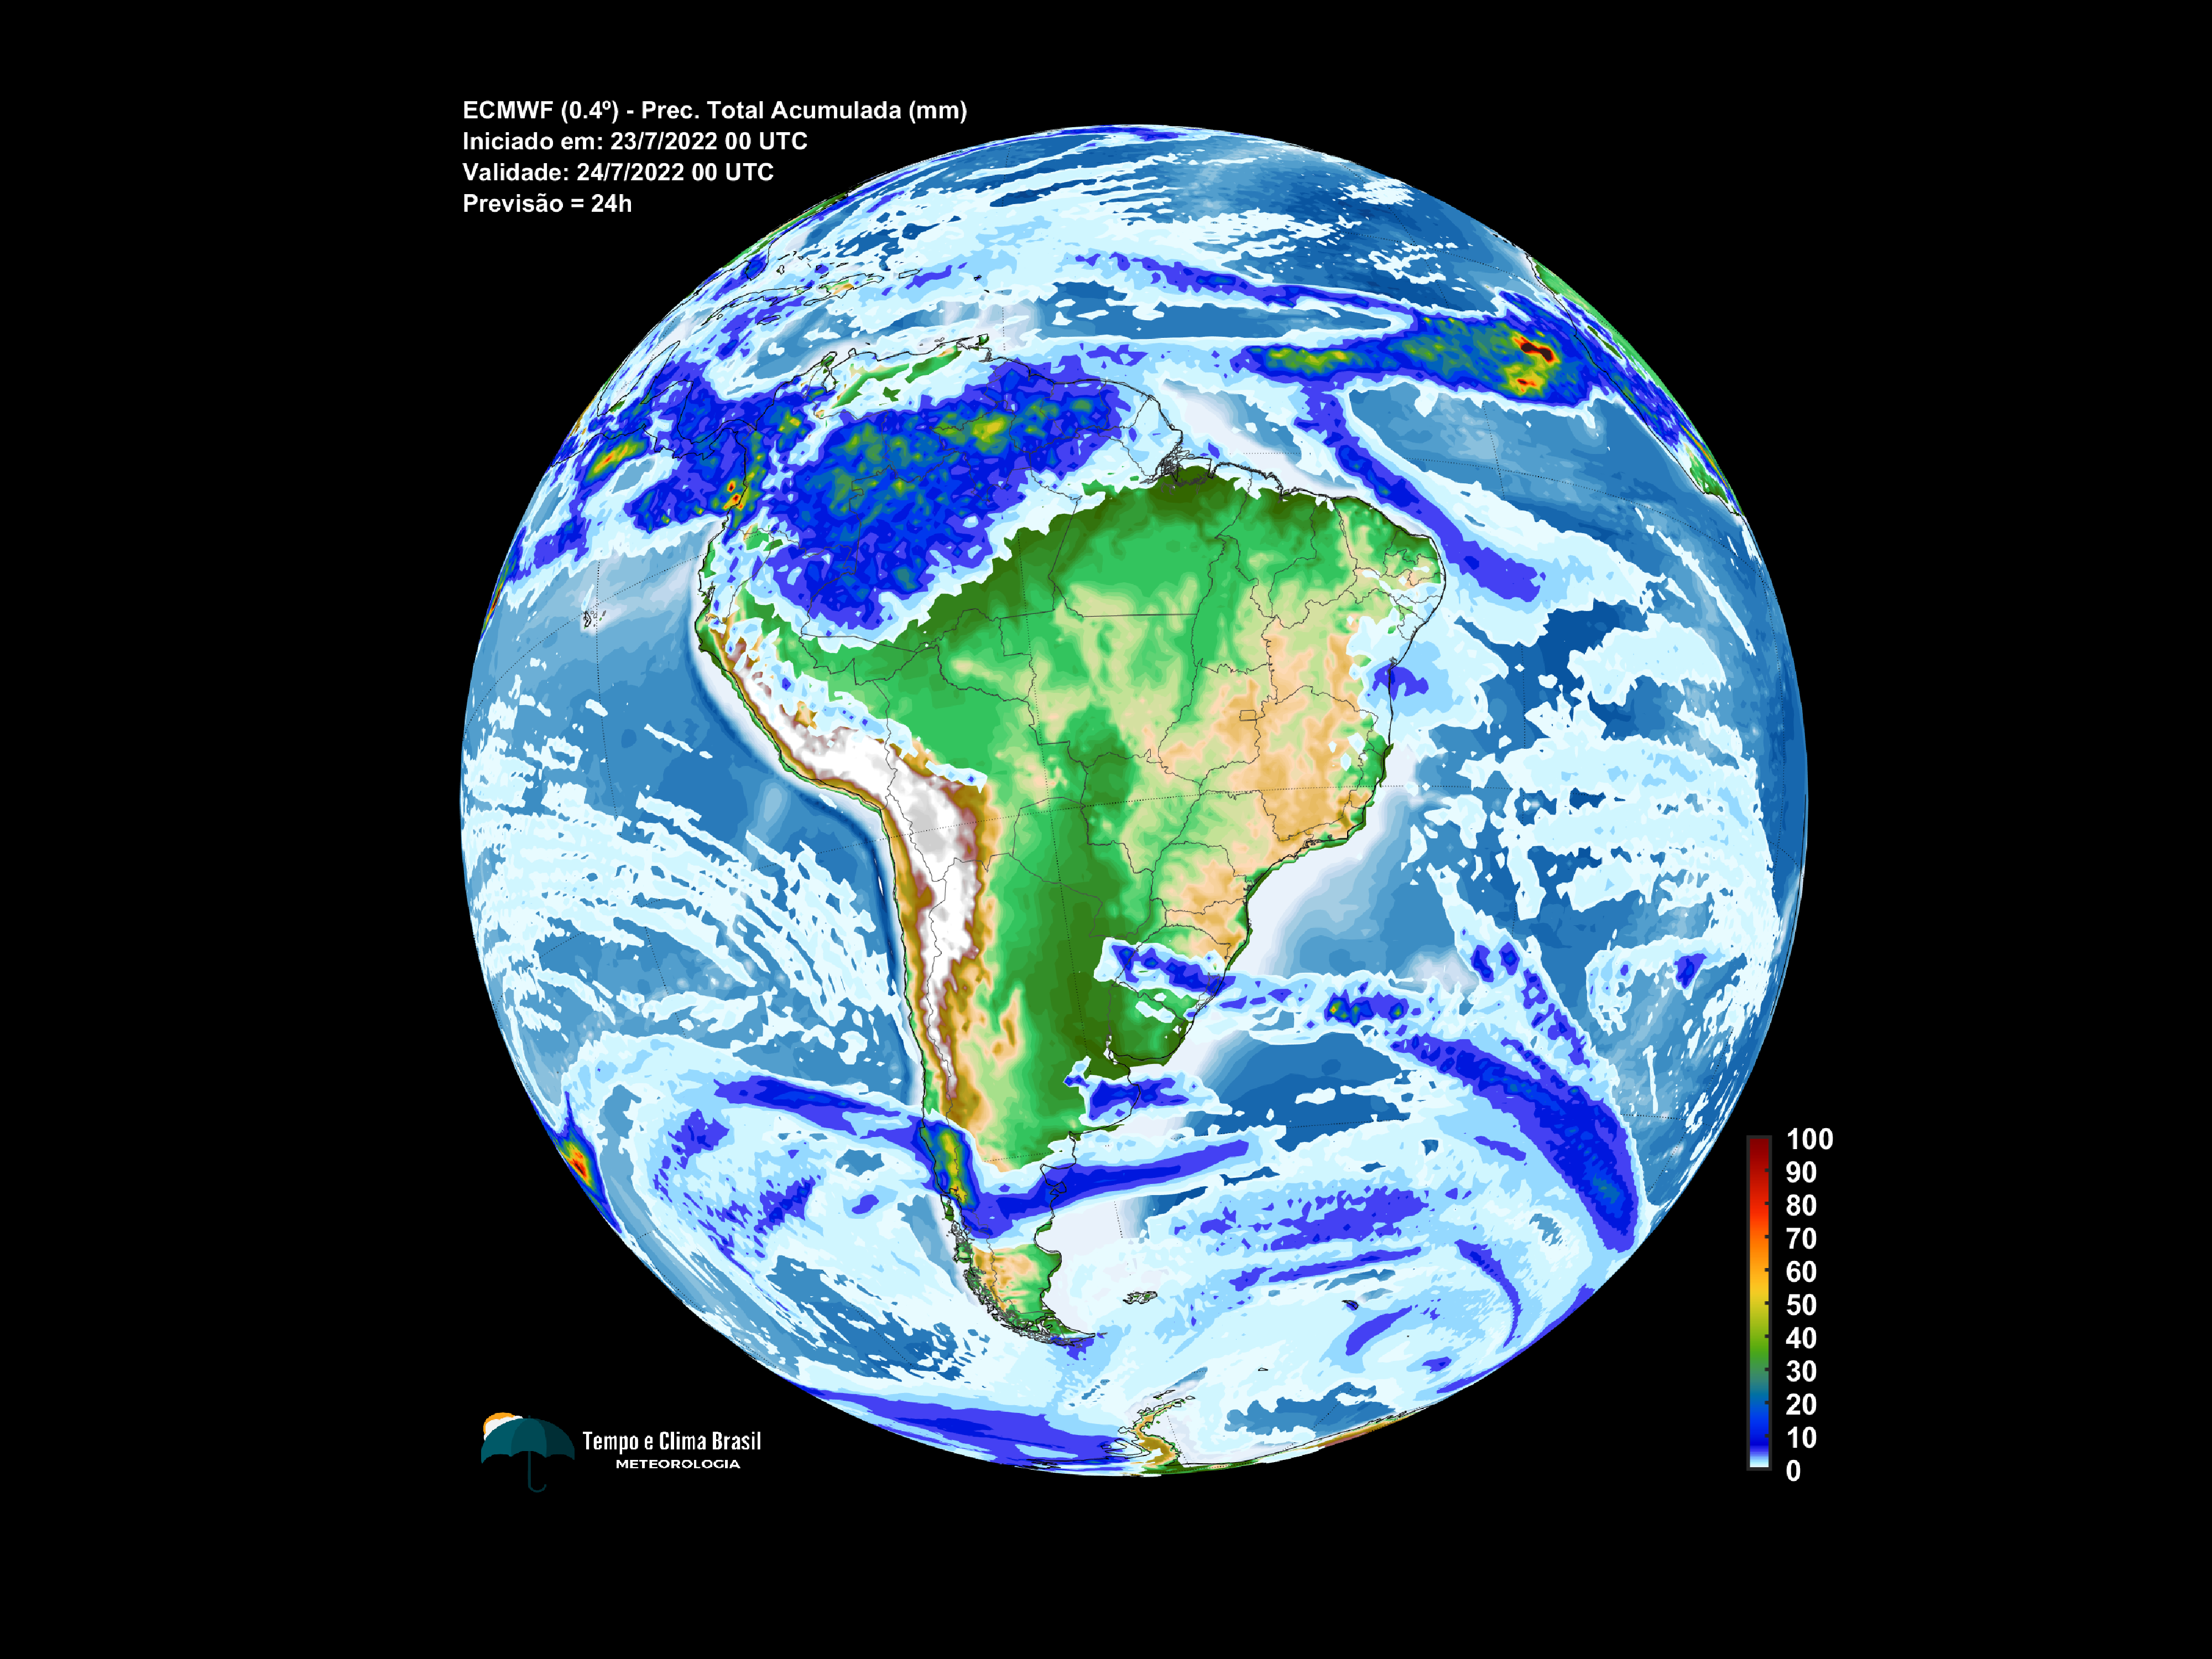 ECMWF (0.4º) - Prec. Total Acumulada (mm)
Iniciado em: 23/7/2022 00 UTC
Validade: 24/7/2022 00 UTC
Previsão = 24h
100
90
80
70
60
50
40
30
20
10
0
Tempo e Clima Brasil
METEOROLOGIA